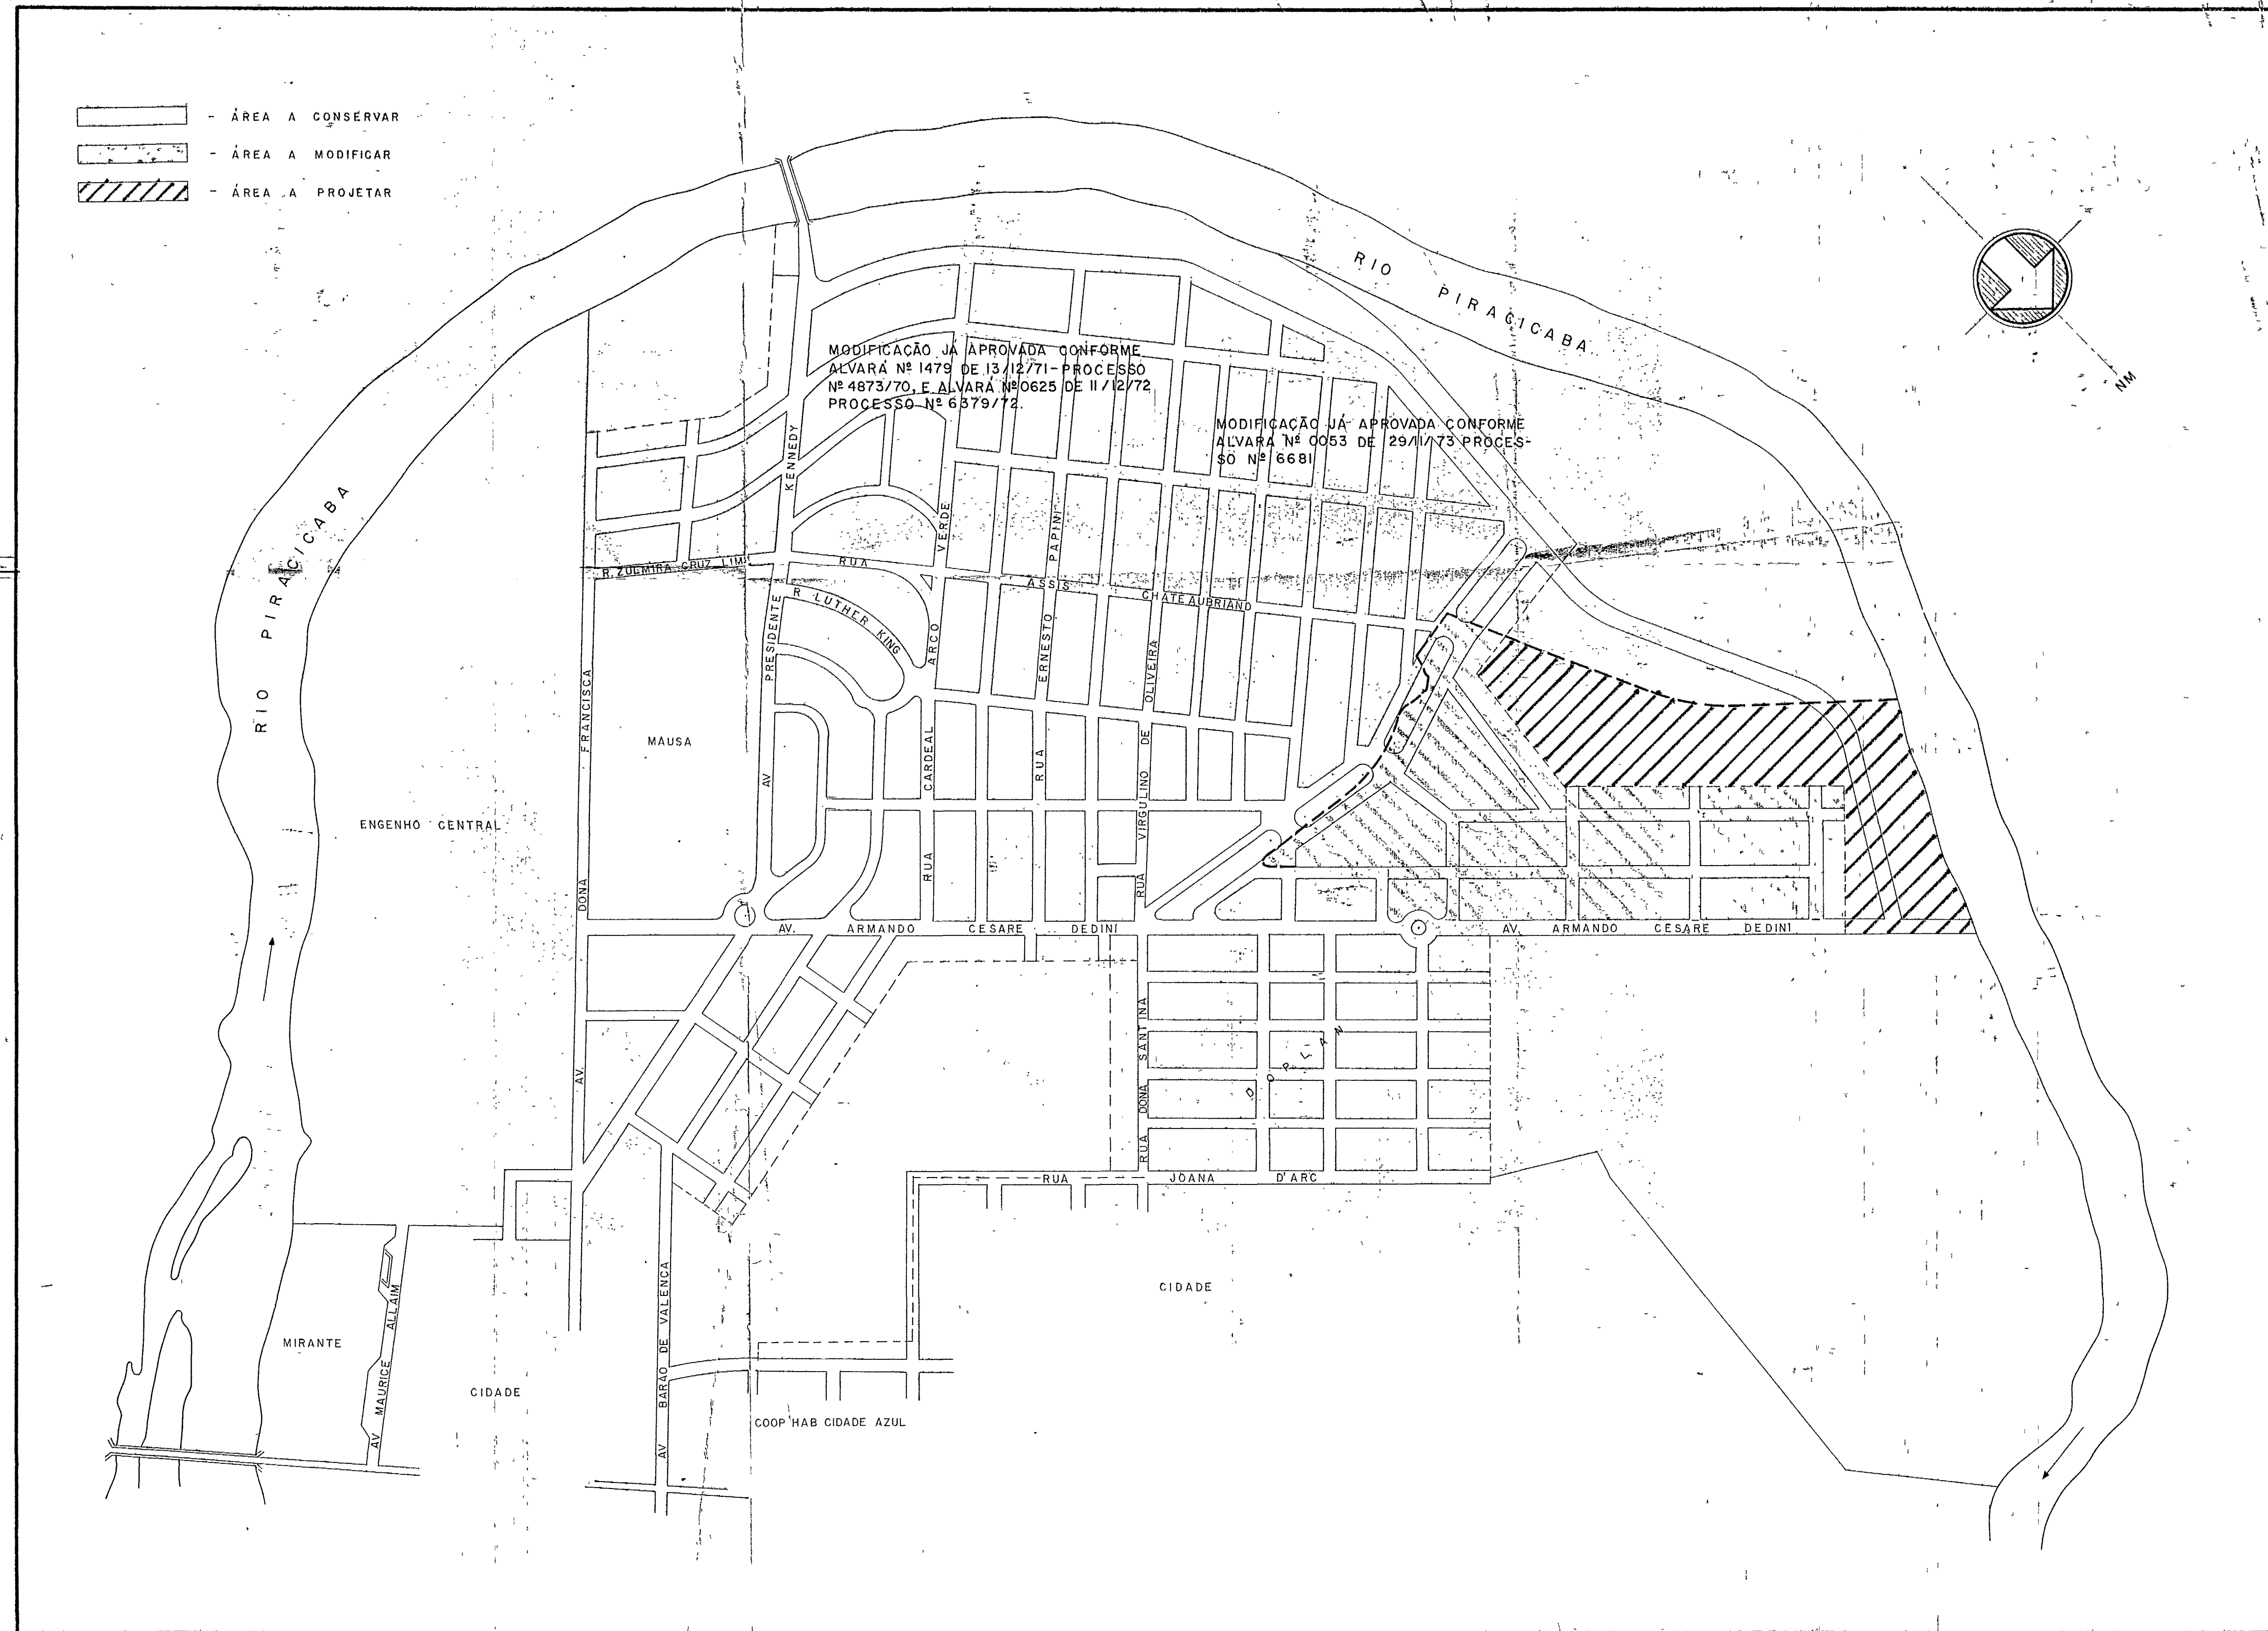 - ÁREA A CONSERVAR
- ÁREA A MODIFICAR
- ÁREA A PROJETAR
RIO PIRACICABA
NM
MODIFICAÇÃO JÁ APROVADA CONFORME
ALVARÁ Nº 1479 DE 13/12/71-PROCESSO
Nº 4873/70, E ALVARÁ Nº 0625 DE 11/12/72
PROCESSO Nº 6379/72.
MODIFICAÇÃO JÁ APROVADA CONFORME
ALVARÁ Nº 0053 DE 29/11/73 PROCES-
SO Nº 6681
RIO PIRACICABA
R. ZULMIRA CRUZ LIM
RUA ASSIS CHATEAUBRIAND
R LUTHER KING
AV PRESIDENTE KENNEDY
RUA CARDEAL ARCO VERDE
RUA ERNESTO PAPINI
RUA VIRGULINO DE OLIVEIRA
AV. DONA FRANCISCA
MAUSA
ENGENHO CENTRAL
AV. ARMANDO CESARE DEDINI
AV. ARMANDO CESARE DEDINI
RUA DONA SANTINA
DOPLAN
RUA JOANA D'ARC
CIDADE
MIRANTE
AV MAURICE ALLAIM
CIDADE
AV BARÃO DE VALENCA
COOP HAB CIDADE AZUL